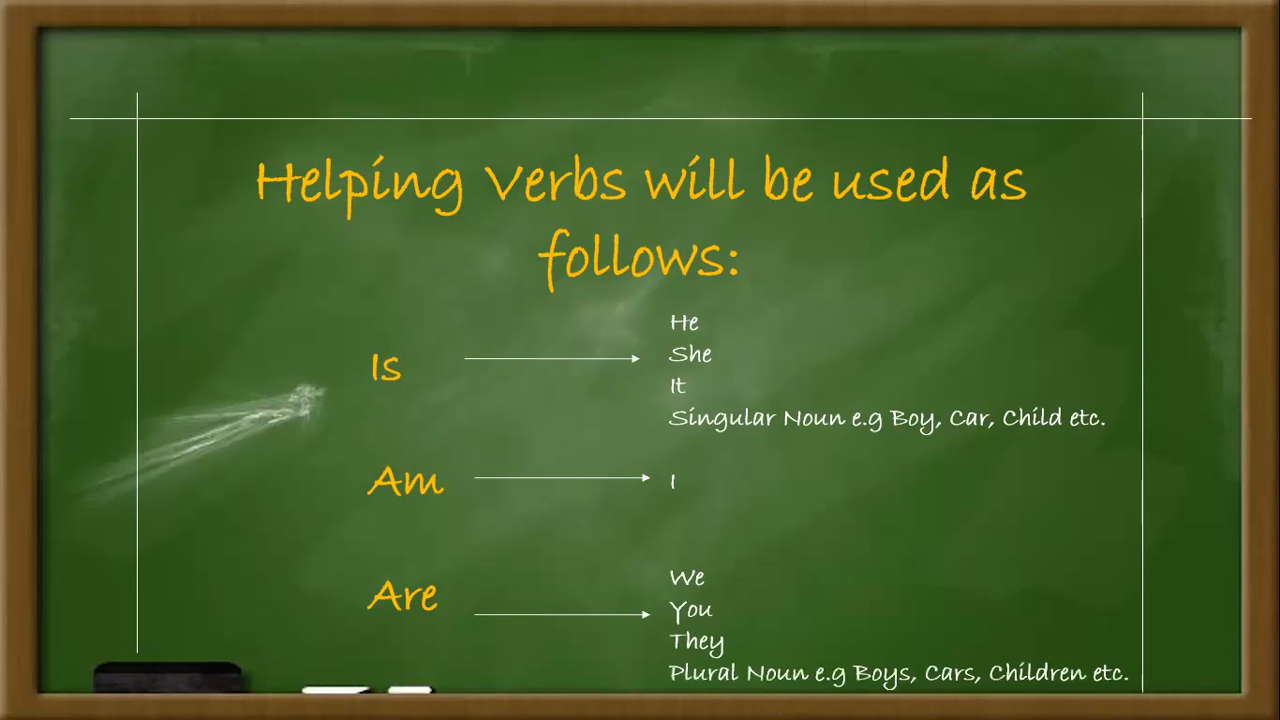 Helping Verbs will be used as
follows:
Is
He
She
It
Singular Noun e.g Boy, Car, Child etc.
Am
I
Are
We
You
They
Plural Noun e.g Boys, Cars, Children etc.